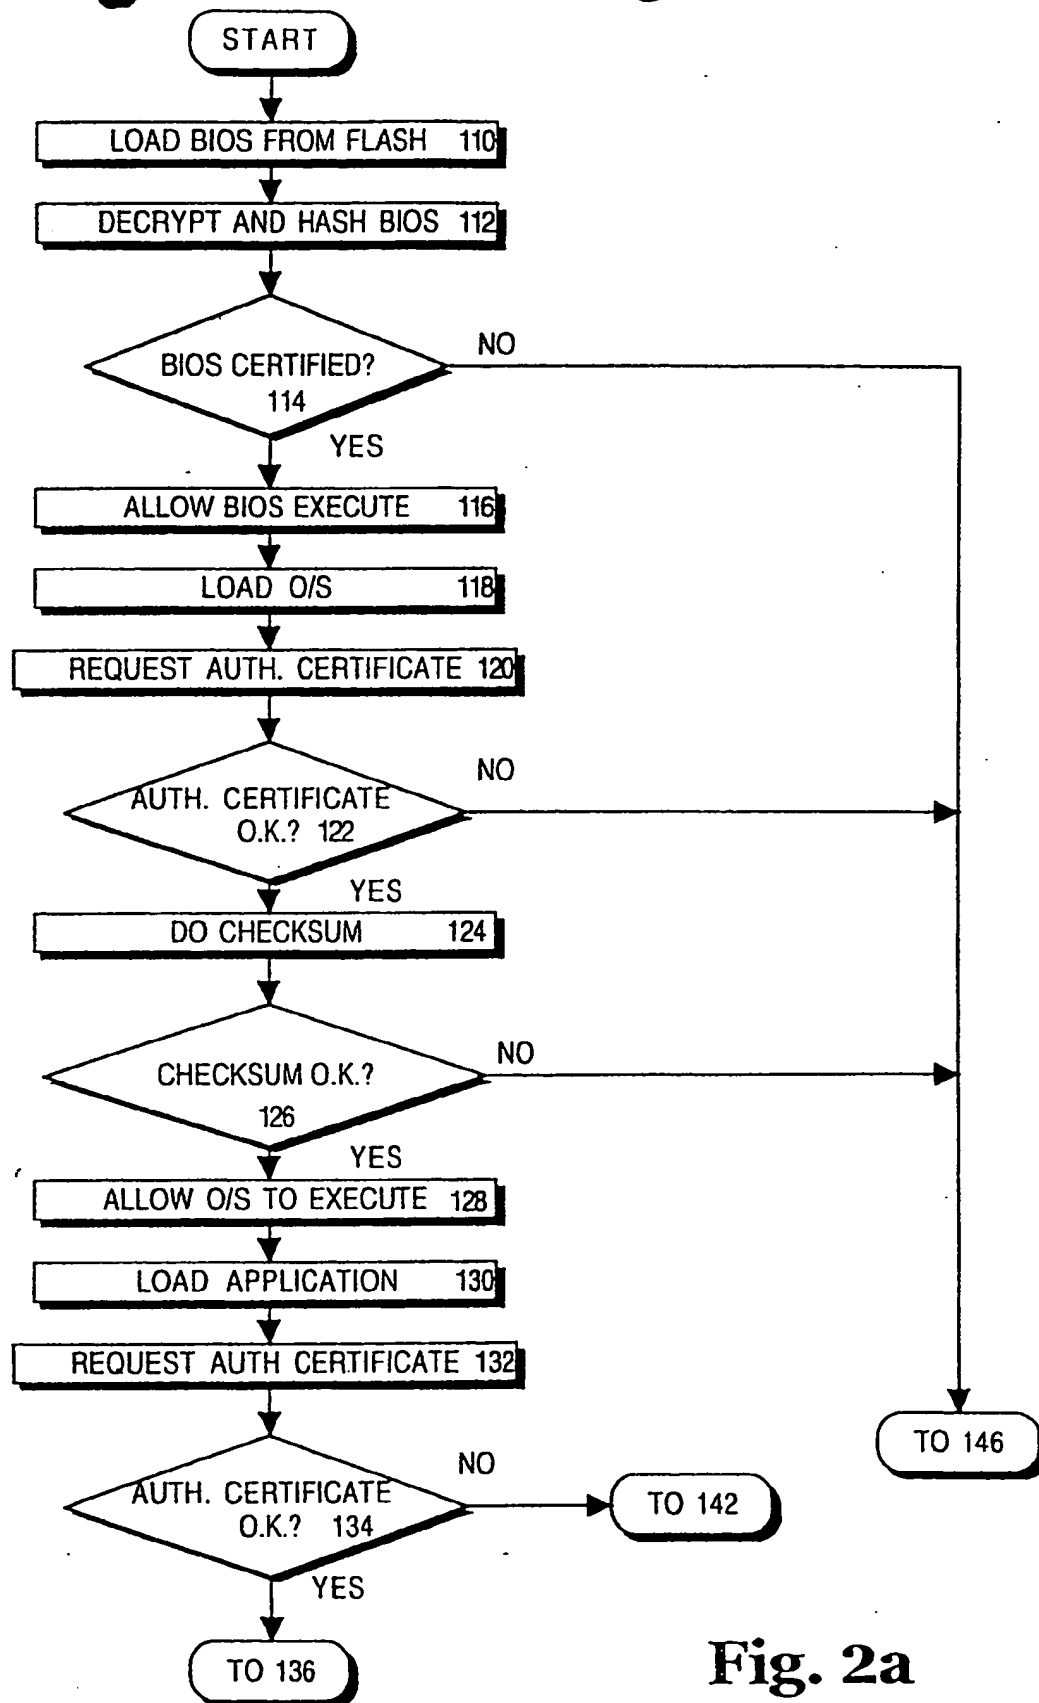 START
LOAD BIOS FROM FLASH 110
DECRYPT AND HASH BIOS 112
BIOS CERTIFIED?
114
NO
YES
ALLOW BIOS EXECUTE 116
LOAD O/S 118
REQUEST AUTH. CERTIFICATE 120
AUTH. CERTIFICATE
O.K.? 122
NO
YES
DO CHECKSUM 124
CHECKSUM O.K.?
126
NO
YES
ALLOW O/S TO EXECUTE 128
LOAD APPLICATION 130
REQUEST AUTH CERTIFICATE 132
AUTH. CERTIFICATE
O.K.? 134
NO
TO 142
TO 146
YES
TO 136
Fig. 2a